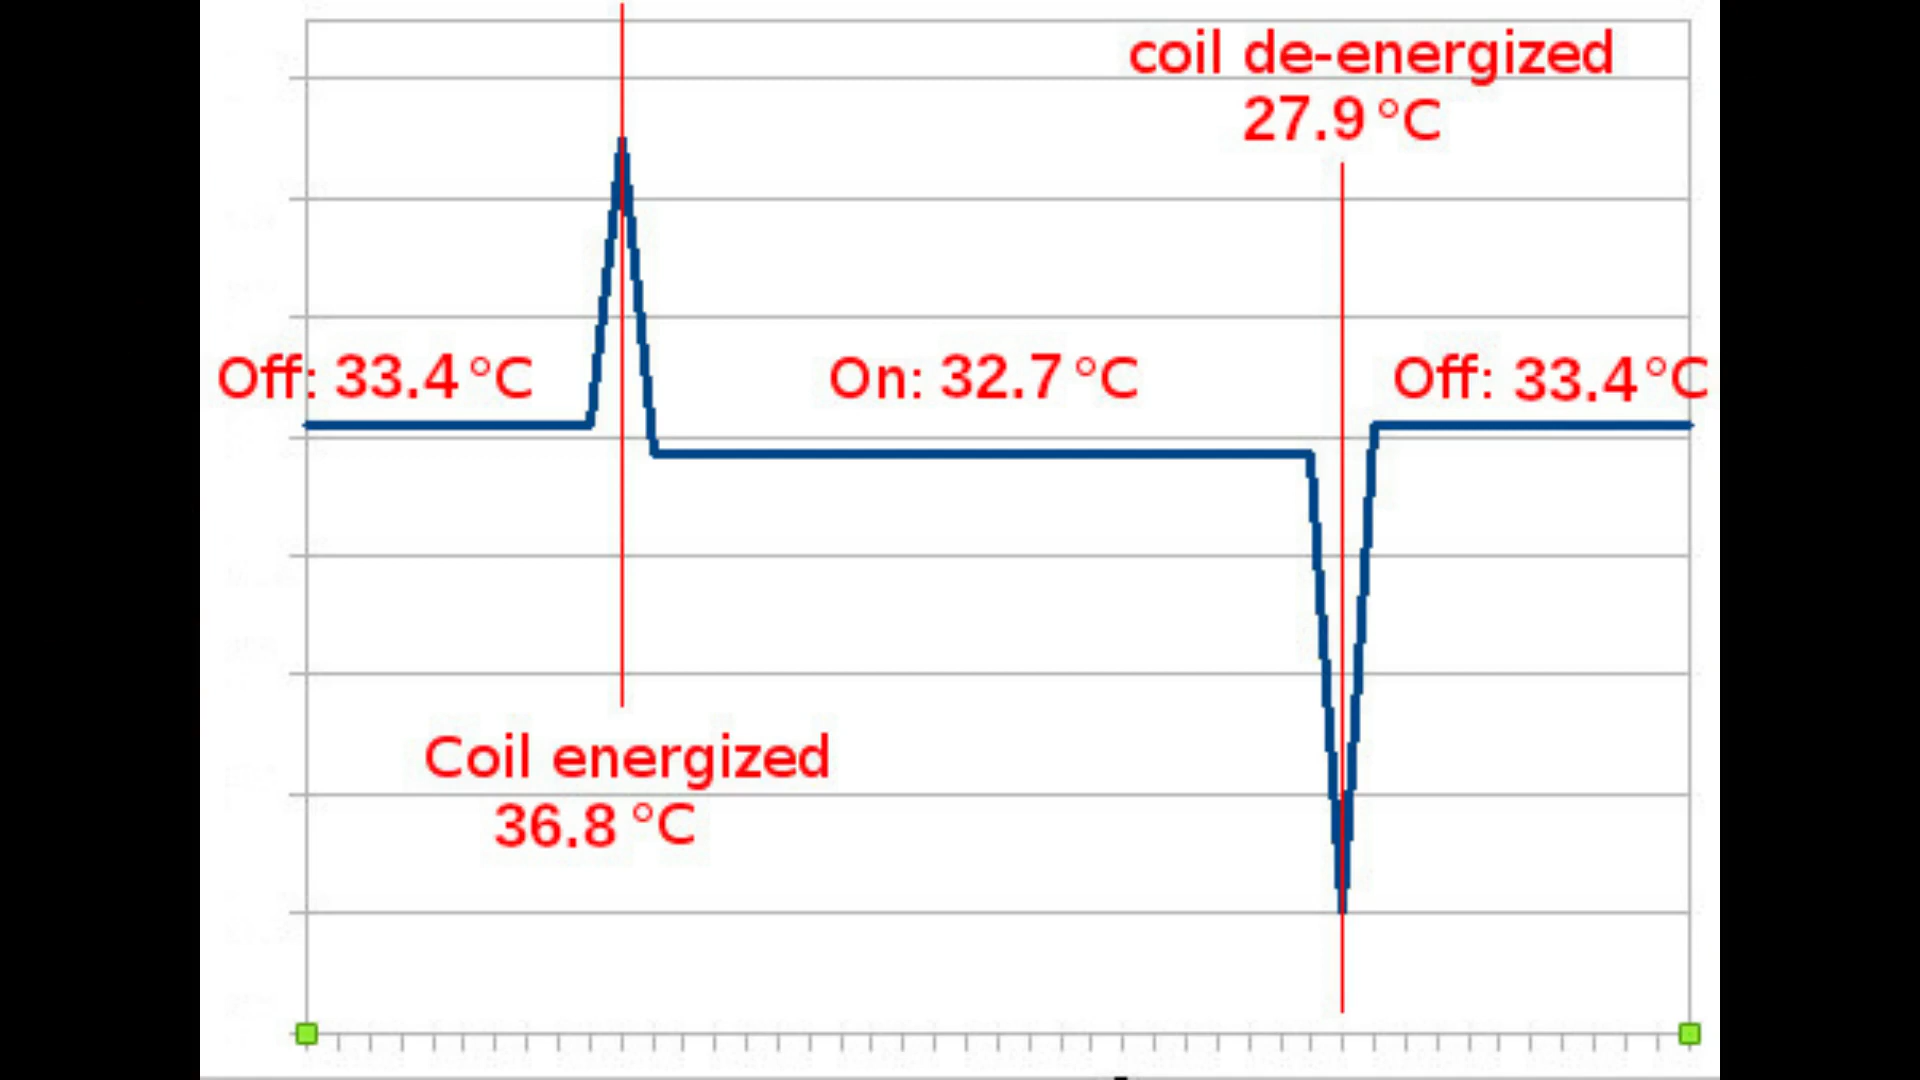 coil de-energized
27.9 °C
Off: 33.4 °C
On: 32.7 °C
Off: 33.4 °C
Coil energized
36.8 °C